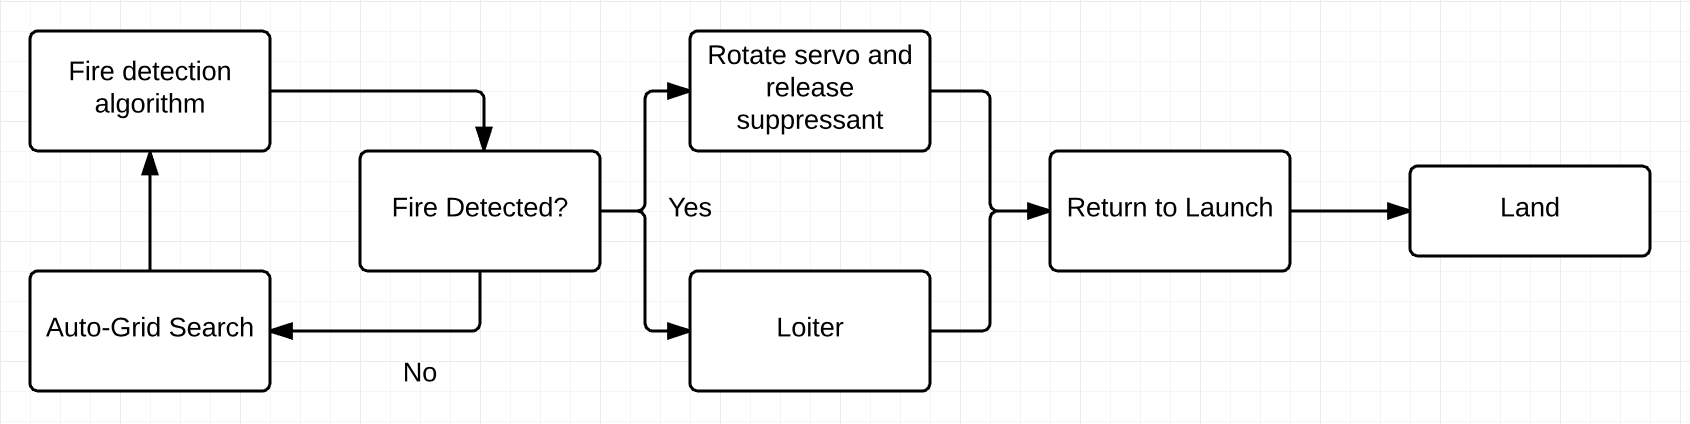 Fire detection
algorithm
Rotate servo and
release
suppressant
Fire Detected?
Yes
Return to Launch
Land
Auto-Grid Search
Loiter
No